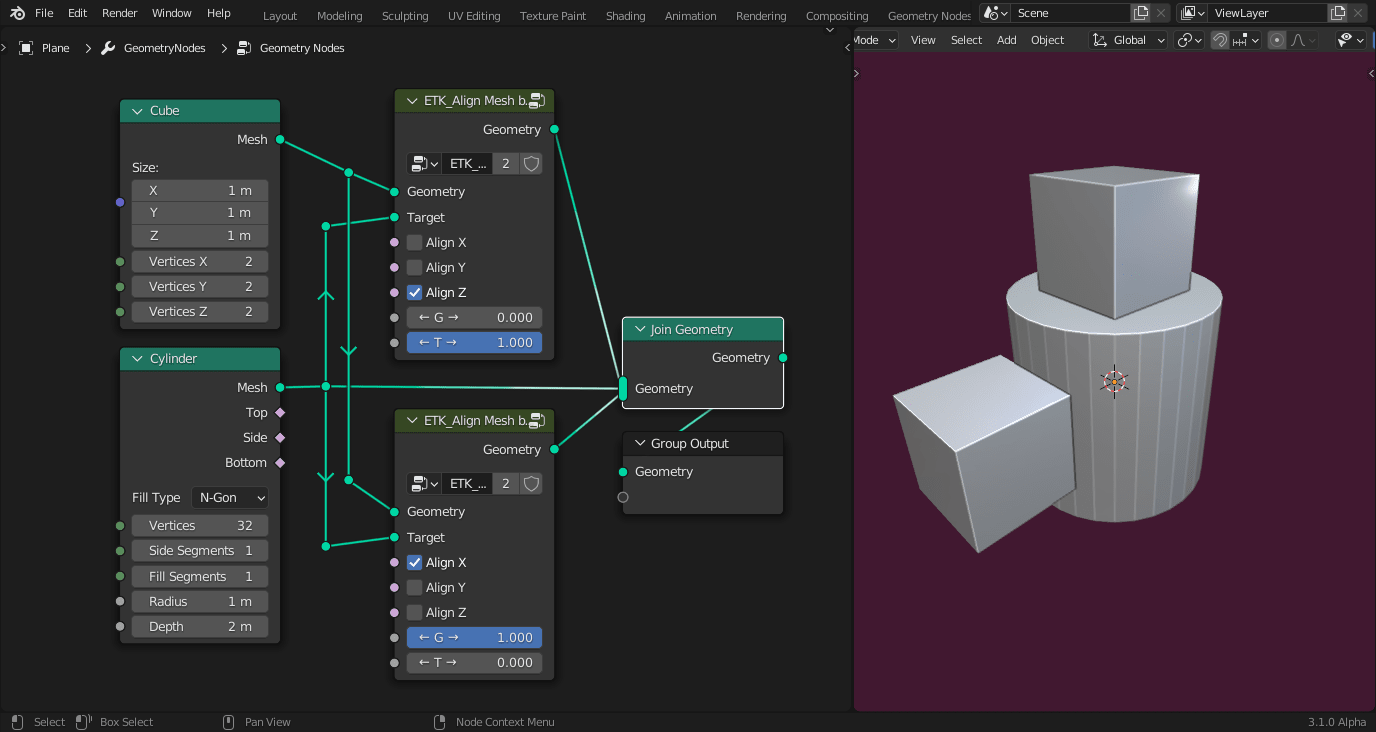 File Edit Render Window Help
Layout Modeling Sculpting UV Editing Texture Paint Shading Animation Rendering Compositing Geometry Nodes
Scene
ViewLayer
Plane GeometryNodes Geometry Nodes
Mode View Select Add Object Global
Cube
Mesh
Size:
X 1 m
Y 1 m
Z 1 m
Vertices X 2
Vertices Y 2
Vertices Z 2
Cylinder
Mesh
Top
Side
Bottom
Fill Type N-Gon
Vertices 32
Side Segments 1
Fill Segments 1
Radius 1 m
Depth 2 m
ETK_Align Mesh b.
Geometry
ETK_... 2
Geometry
Target
Align X
Align Y
Align Z
← G → 0.000
← T → 1.000
ETK_Align Mesh b.
Geometry
ETK_... 2
Geometry
Target
Align X
Align Y
Align Z
← G → 1.000
← T → 0.000
Join Geometry
Geometry
Geometry
Group Output
Geometry
Select Box Select Pan View Node Context Menu 3.1.0 Alpha